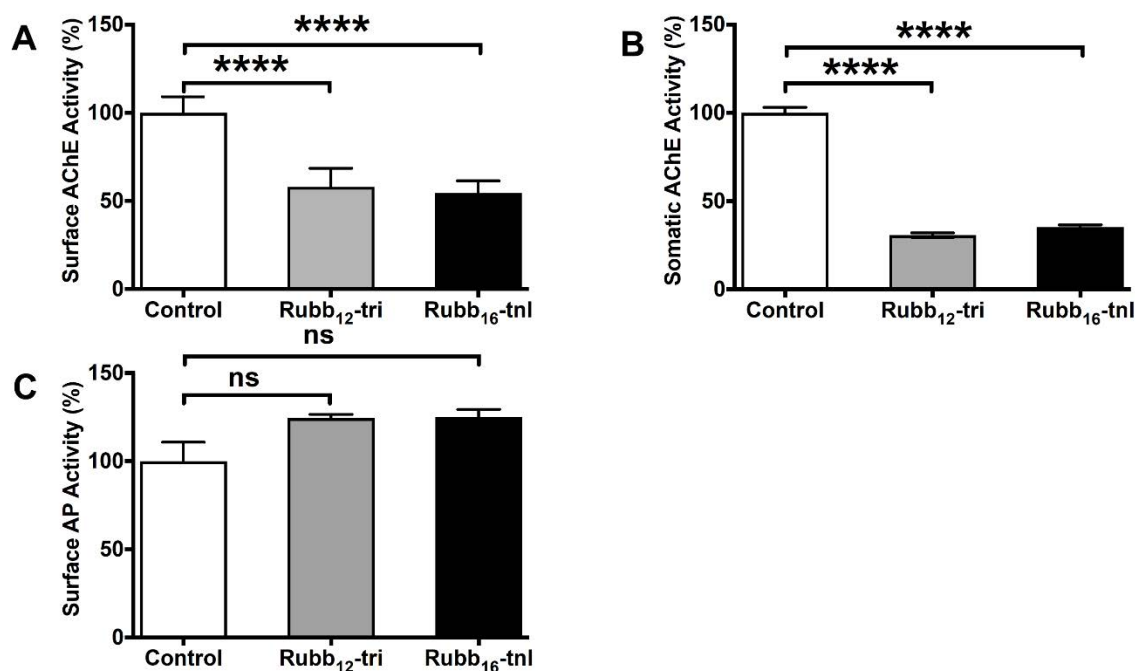 A
Surface AChE Activity (%)
150
100
50
0
****
****
Control
Rubb₁₂-tri
Rubb₁₆-tnl
B
Somatic AChE Activity (%)
150
100
50
0
****
****
Control
Rubb₁₂-tri
Rubb₁₆-tnl
C
Surface AP Activity (%)
150
100
50
0
ns
ns
Control
Rubb₁₂-tri
Rubb₁₆-tnl